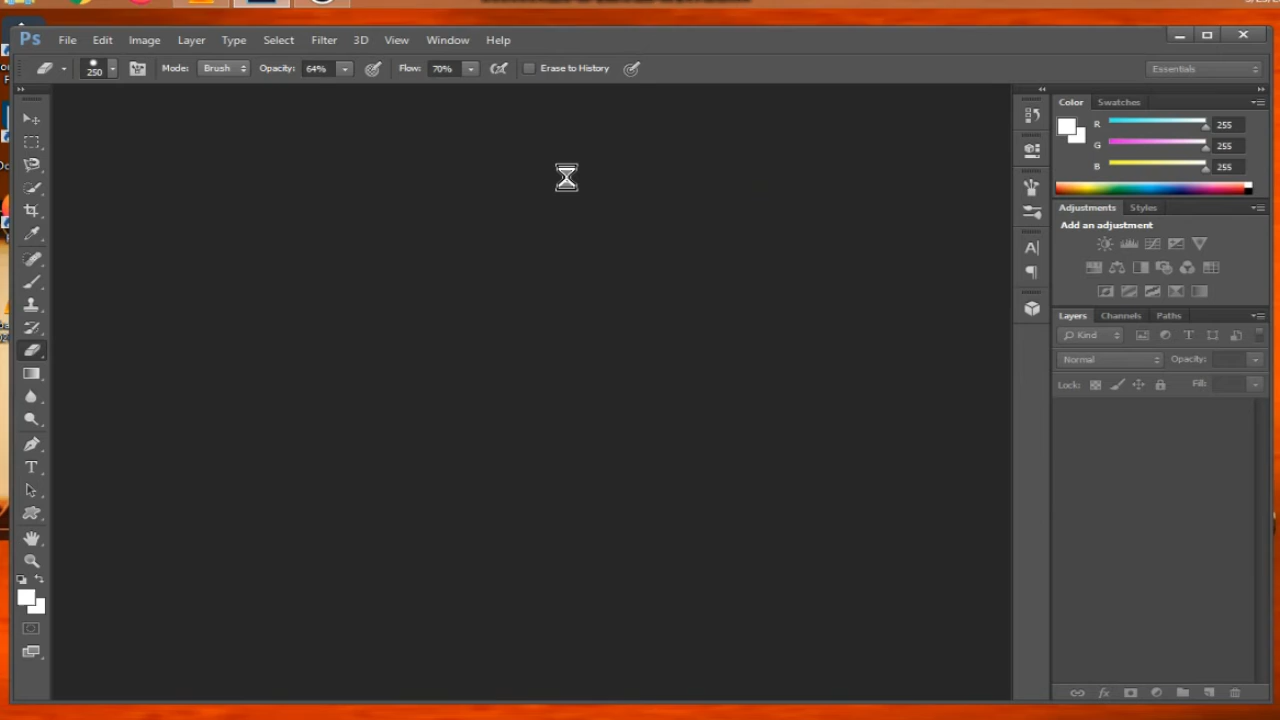 Ps File Edit Image Layer Type Select Filter 3D View Window Help
250 Mode: Brush Opacity: 64% Flow: 70% Erase to History Essentials
Color Swatches
R 255
G 255
B 255
Adjustments Styles
Add an adjustment
Layers Channels Paths
Kind
Normal Opacity:
Lock: Fill: